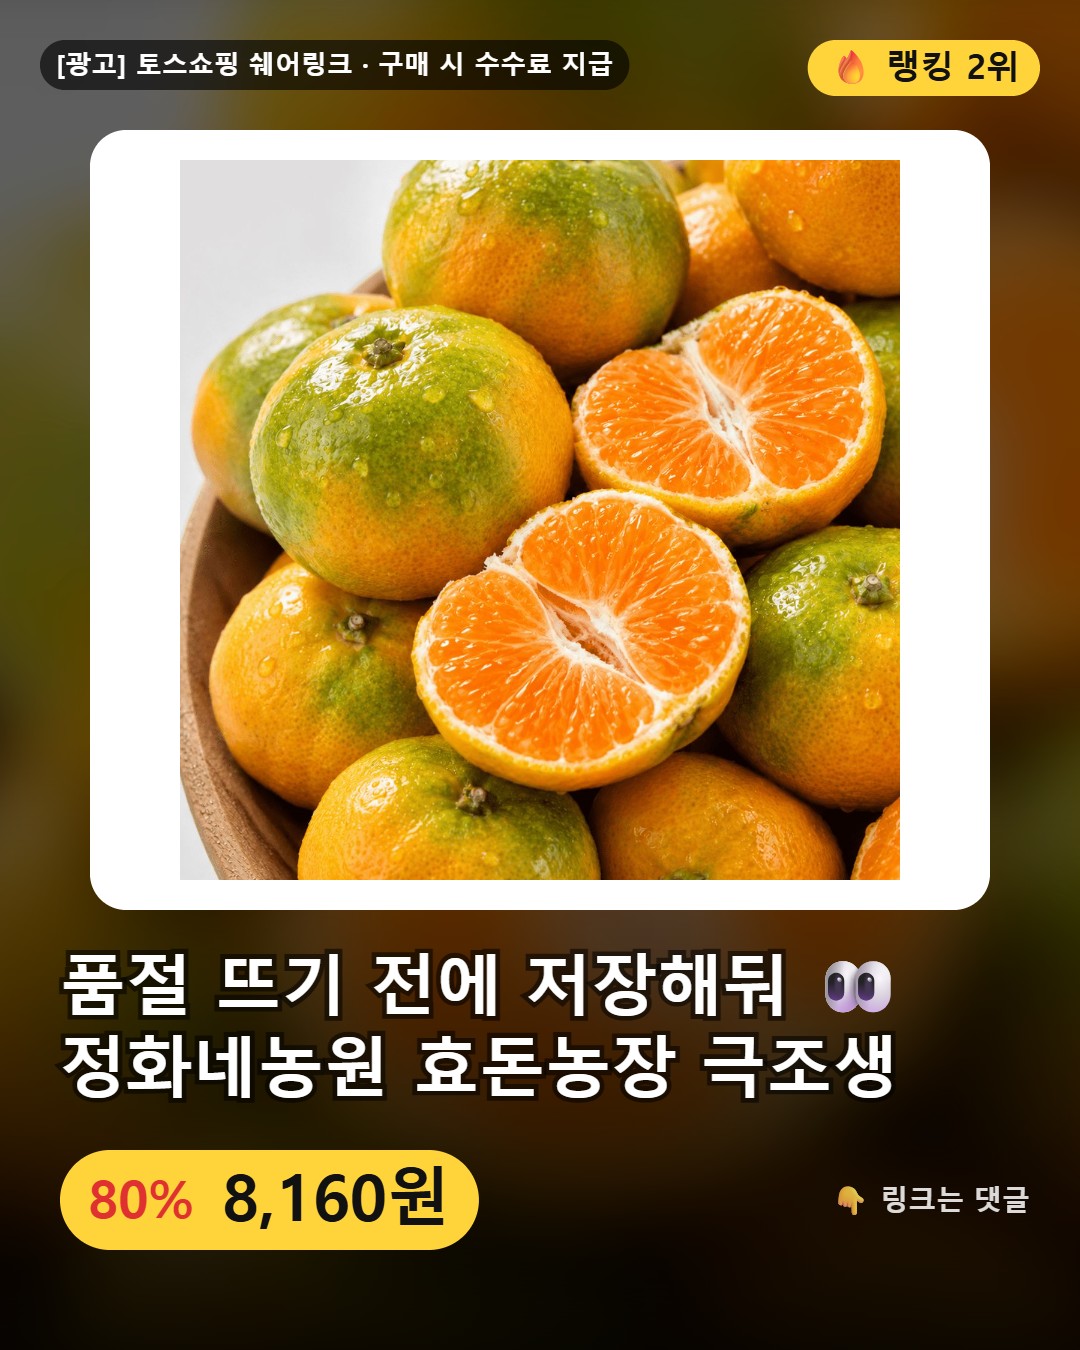 [광고] 토스쇼핑 쉐어링크 · 구매 시 수수료 지급
🔥 랭킹 2위
품절 뜨기 전에 저장해둬 👀
정화네농원 효돈농장 극조생
80% 8,160원
👇 링크는 댓글